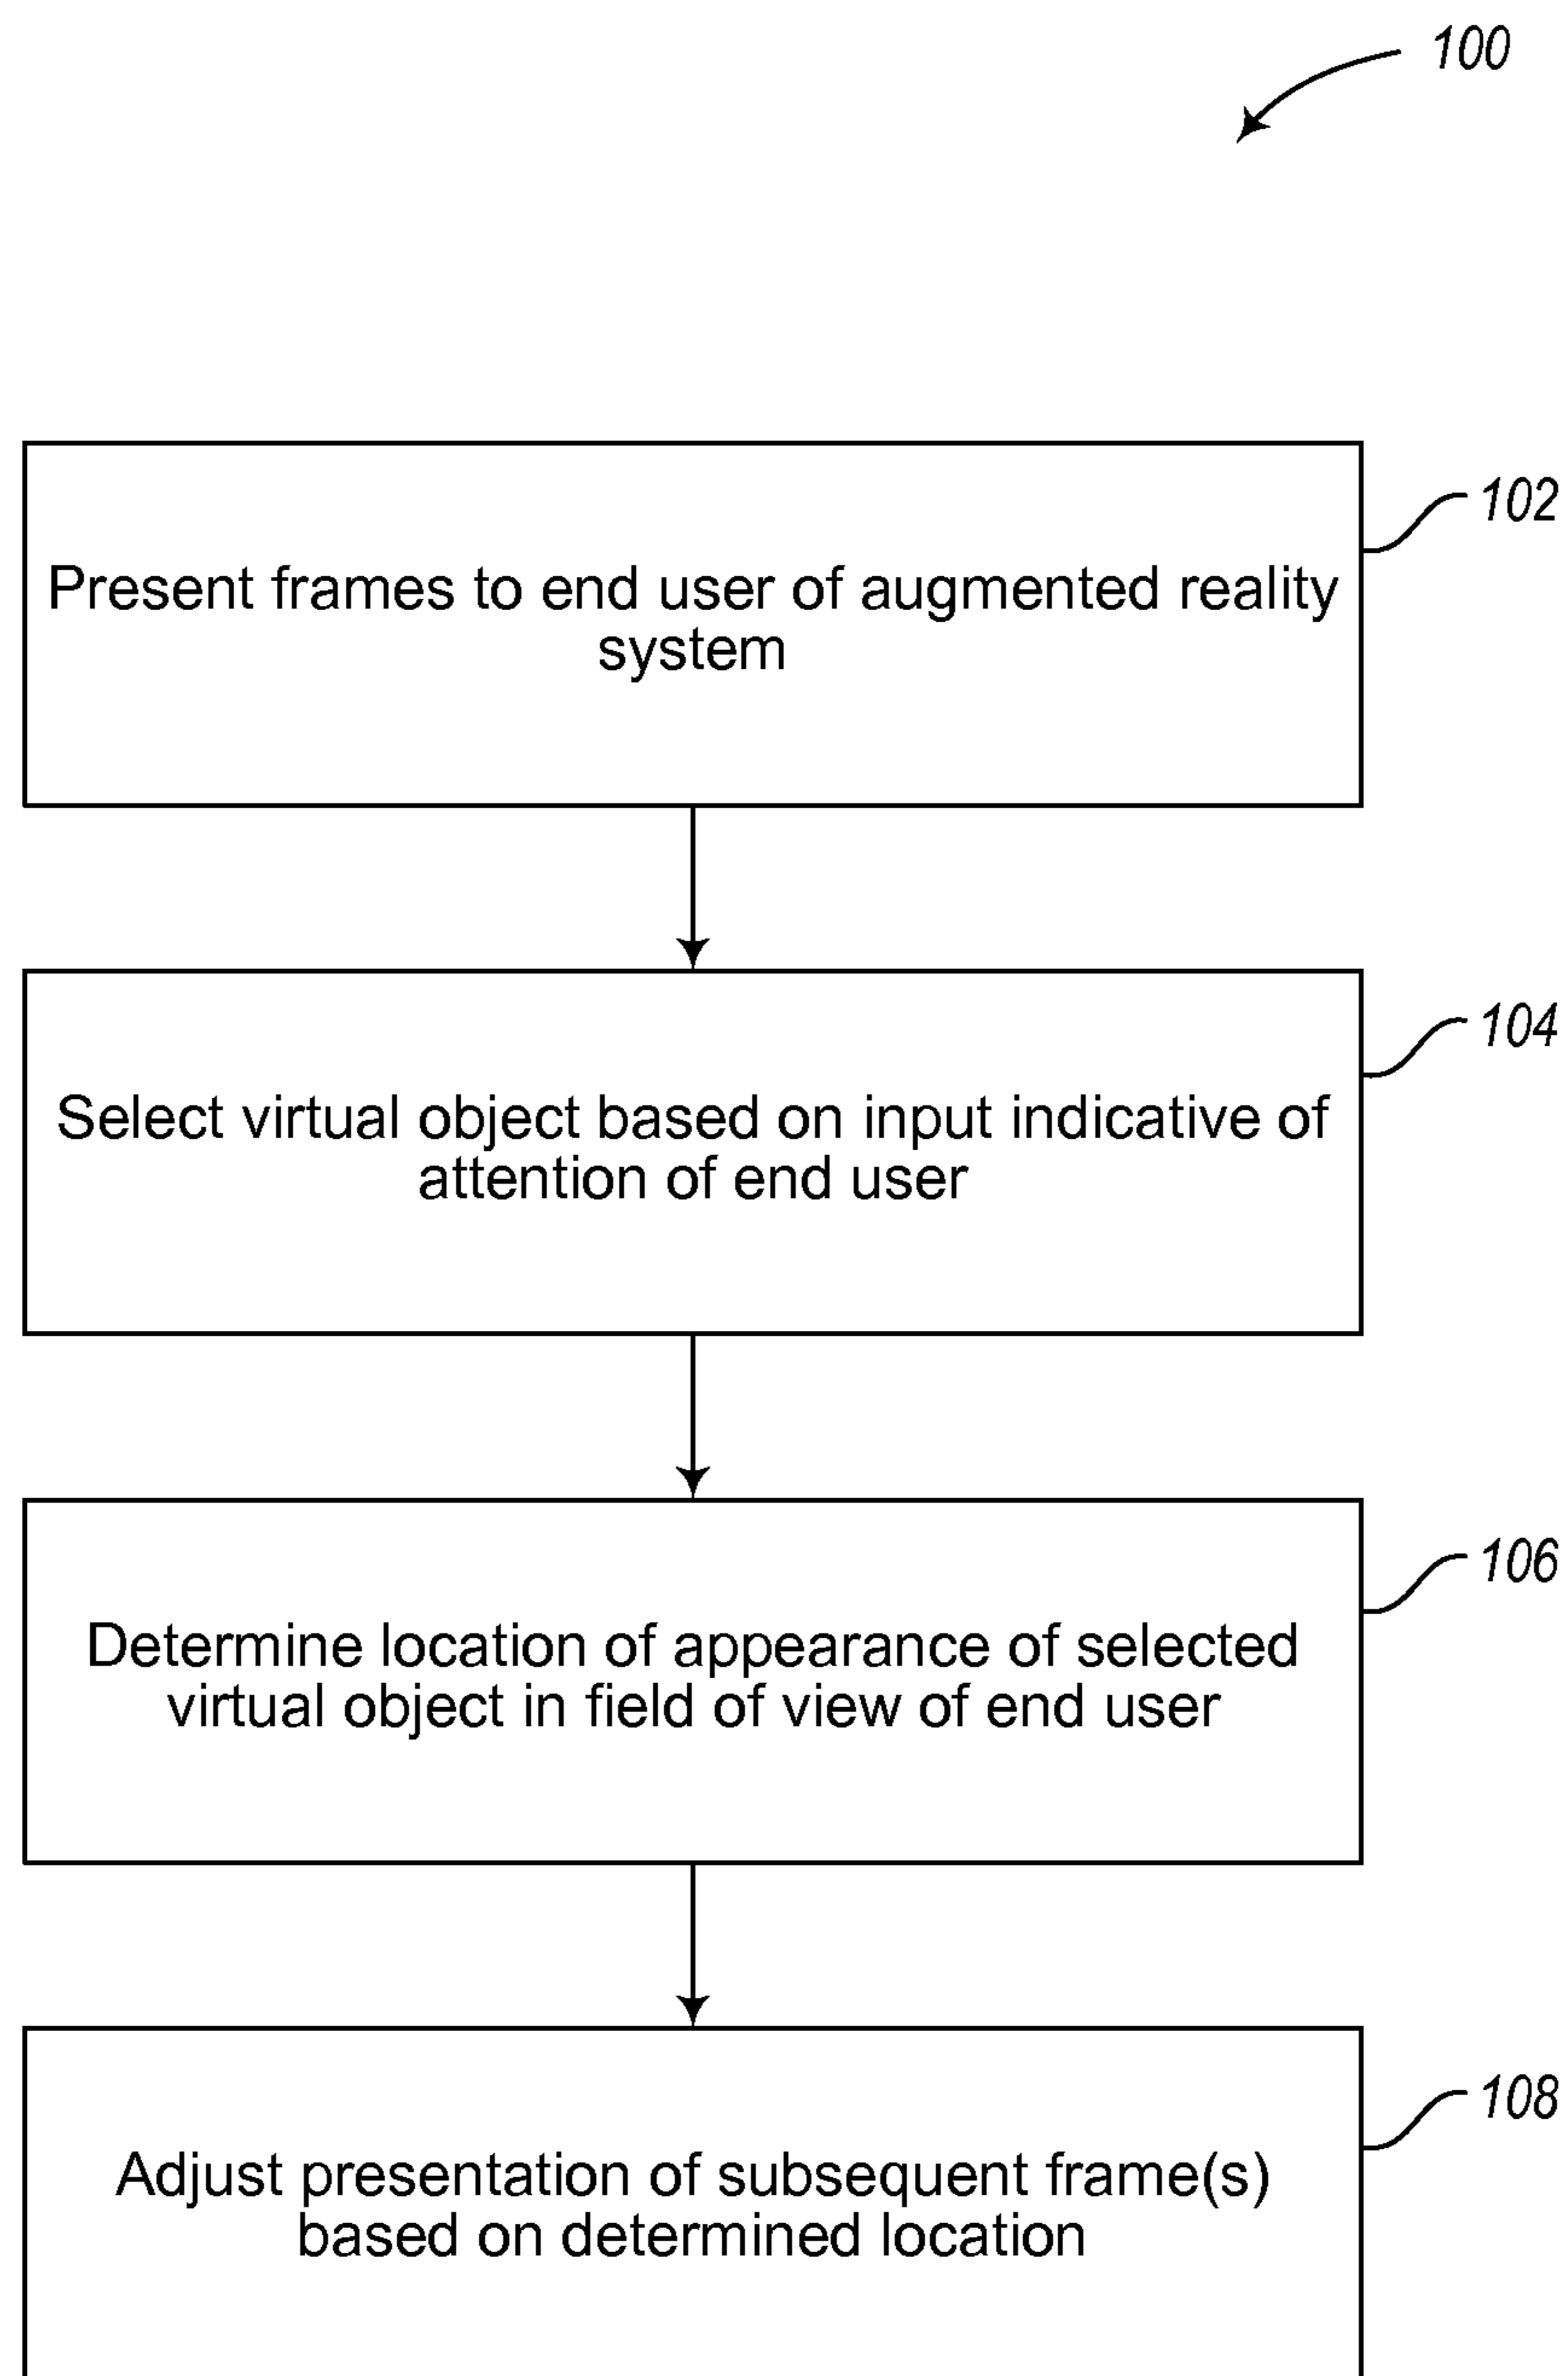 100
102
Present frames to end user of augmented reality
system
104
Select virtual object based on input indicative of
attention of end user
106
Determine location of appearance of selected
virtual object in field of view of end user
108
Adjust presentation of subsequent frame(s)
based on determined location